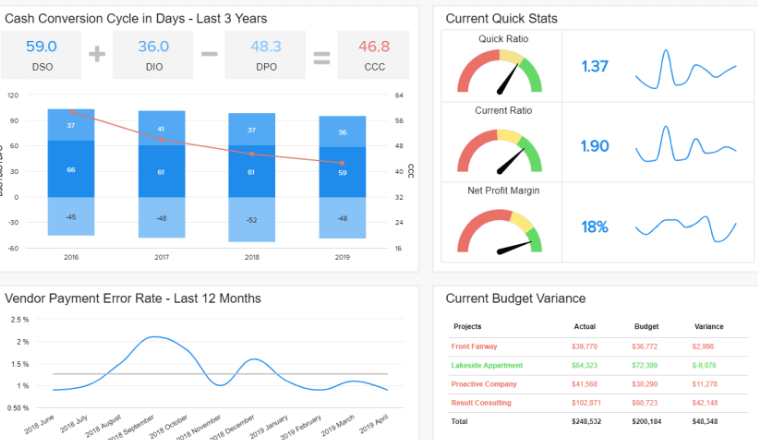 Cash Conversion Cycle in Days - Last 3 Years
59.0 + 36.0 − 48.3 = 46.8
DSO DIO DPO CCC
120 64
90 56
60 48
30 40
0 32
-30 24
-60 16
CCC
37 41 37 36
66 61 61 59
-45 -48 -52 -48
2016 2017 2018 2019
Current Quick Stats
Quick Ratio
1.37
Current Ratio
1.90
Net Profit Margin
18%
Vendor Payment Error Rate - Last 12 Months
2.5 %
2 %
1.5 %
1 %
0.50 %
2018 June
2018 July
2018 August
2018 September
2018 October
2018 November
2018 December
2019 January
2019 February
2019 March
2019 April
Current Budget Variance
Projects Actual Budget Variance
Front Fairway $39,770 $36,772 $2,998
Lakeside Appartment $64,323 $72,399 $-8,076
Proactive Company $41,568 $30,290 $11,278
Result Consulting $102,871 $60,723 $42,148
Total $248,532 $200,184 $48,348